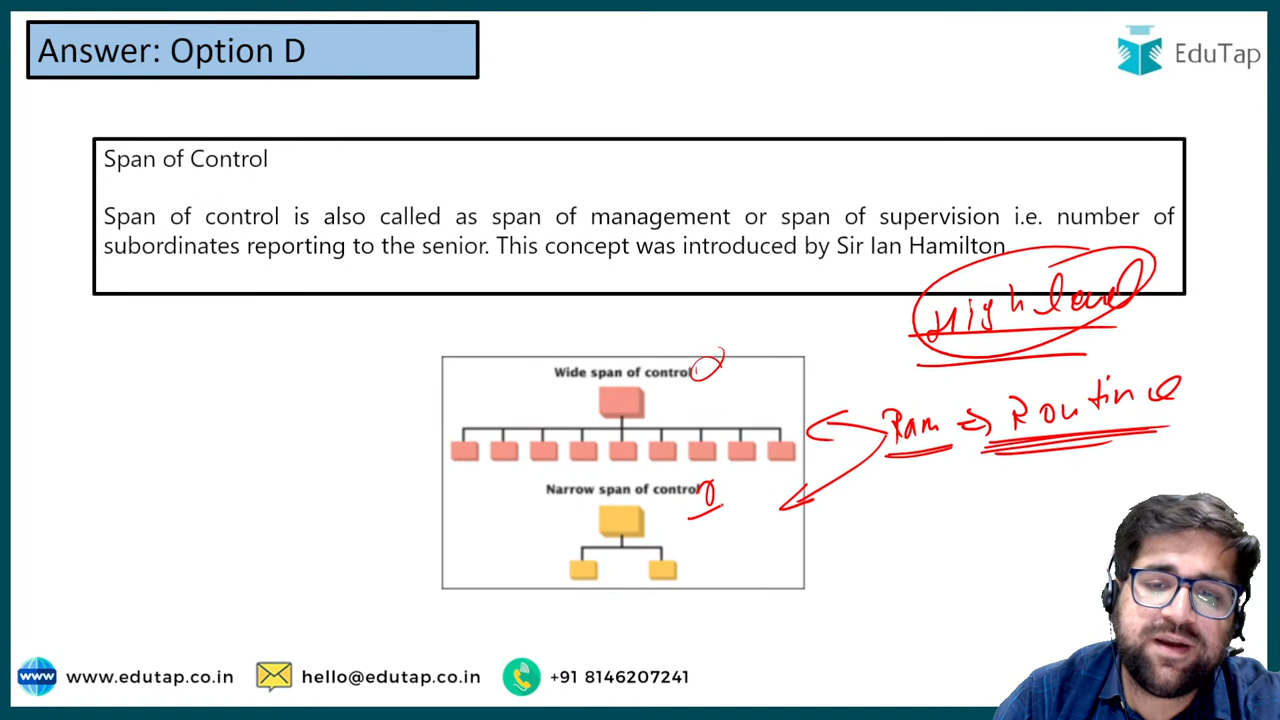 Answer: Option D
EduTap
Span of Control
Span of control is also called as span of management or span of supervision i.e. number of
subordinates reporting to the senior. This concept was introduced by Sir Ian Hamilton.
High level
Wide span of control
Ram ⇒ Routine
Narrow span of control
www
www.edutap.co.in
hello@edutap.co.in
+91 8146207241